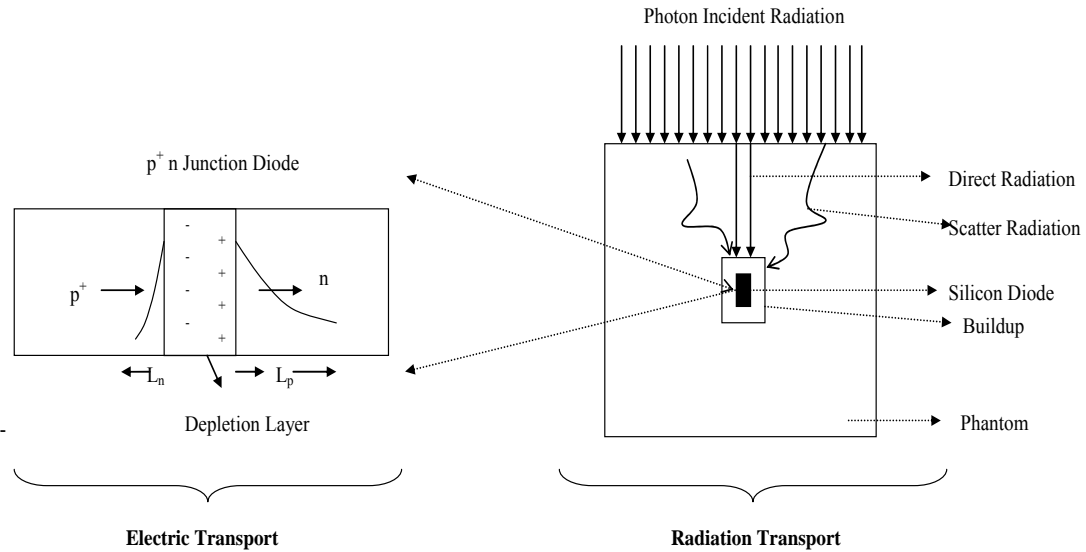 Photon Incident Radiation
p+ n Junction Diode
Direct Radiation
Scatter Radiation
- +
- +
p+
n
- +
- +
- +
Silicon Diode
Buildup
Ln
Lp
Depletion Layer
-
Phantom
Electric Transport
Radiation Transport